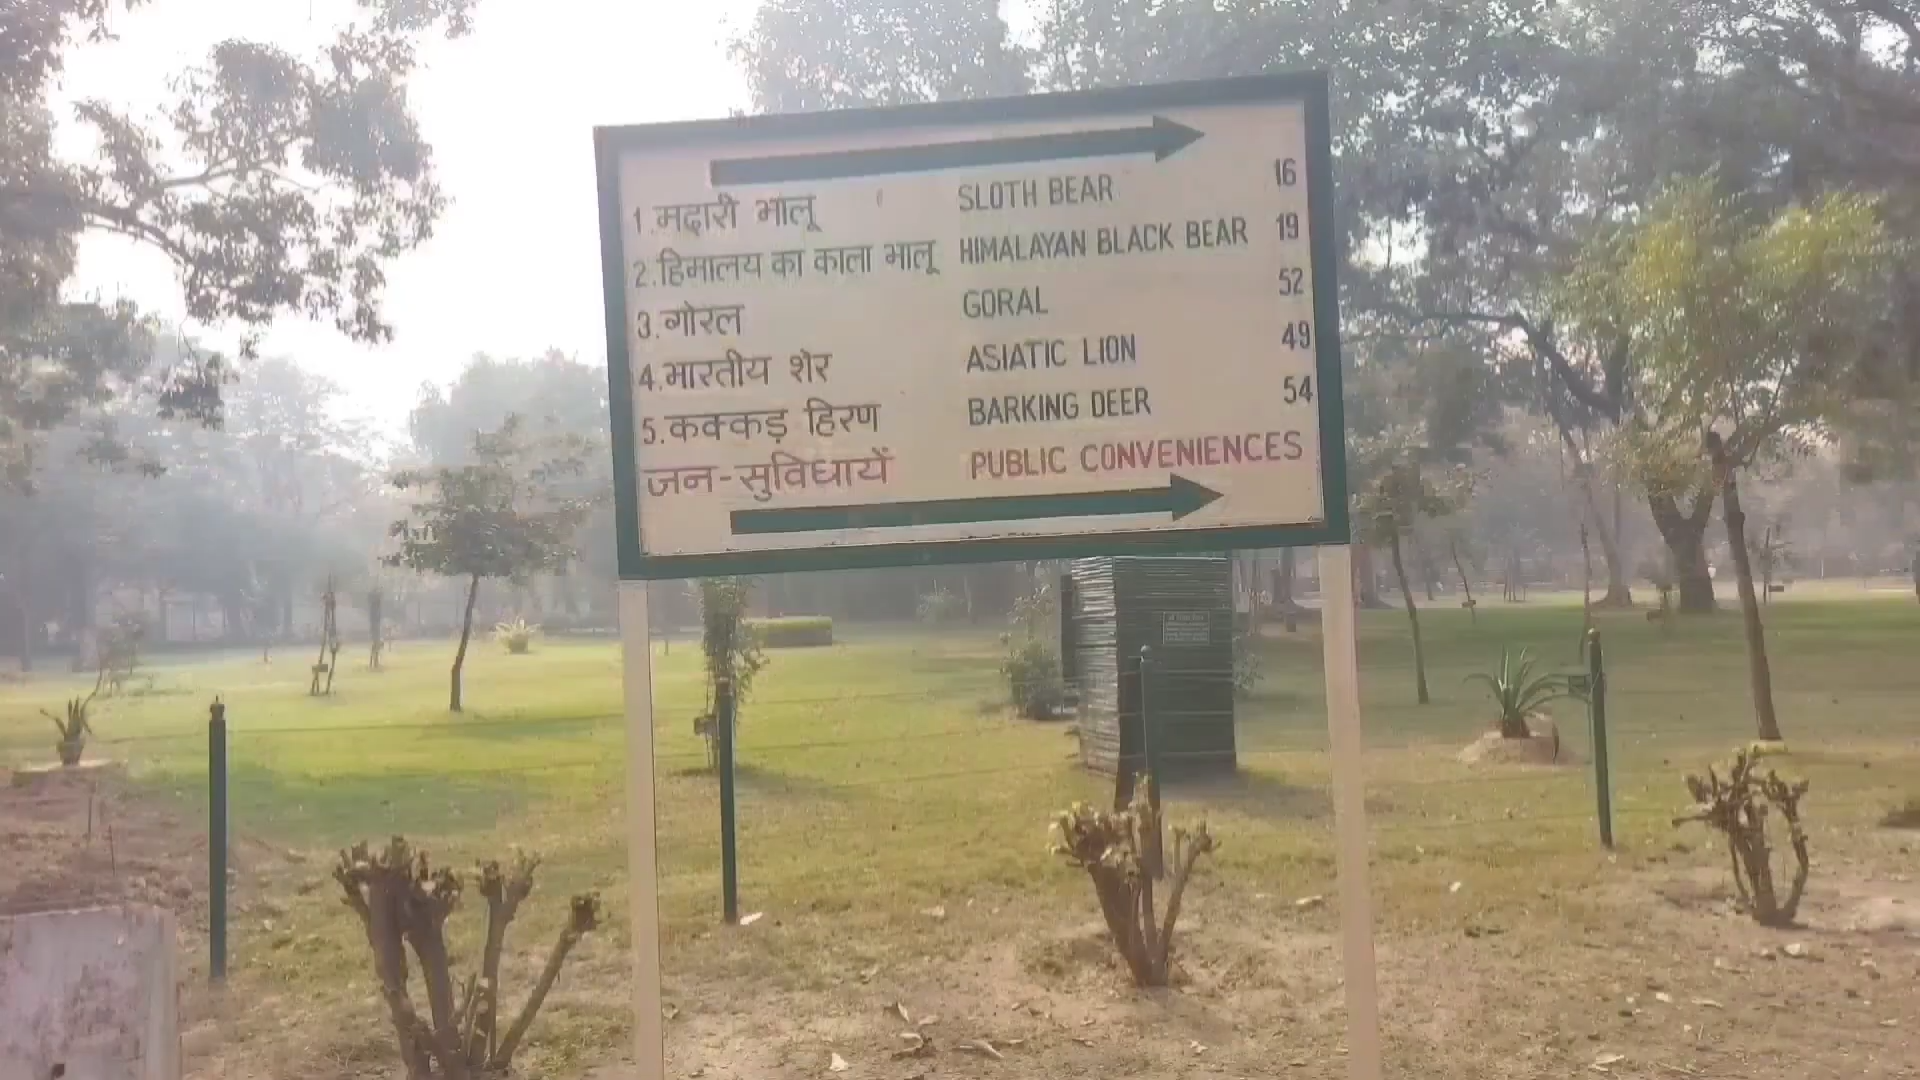 1.मदारी भालू SLOTH BEAR 16
2.हिमालय का काला भालू HIMALAYAN BLACK BEAR 19
3.गोरल GORAL 52
4.भारतीय शेर ASIATIC LION 49
5.कक्कड़ हिरण BARKING DEER 54
जन-सुविधायें PUBLIC CONVENIENCES